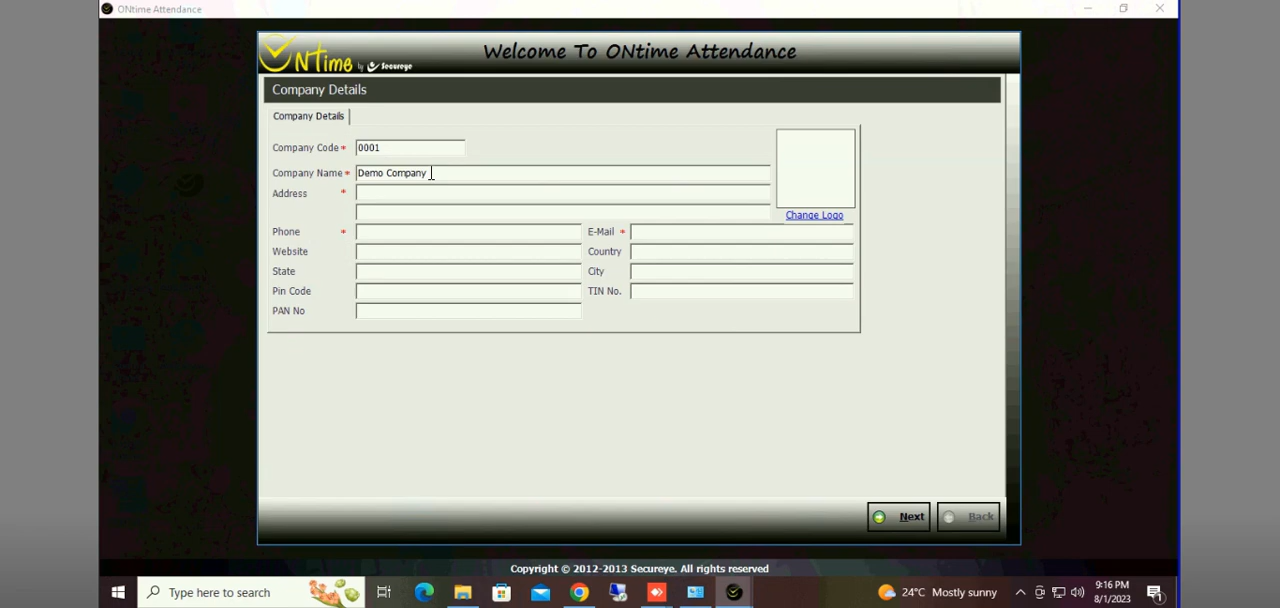 ONtime Attendance
ONtime by Secureye
Welcome To ONtime Attendance
Company Details
Company Details
Company Code * 0001
Company Name * Demo Company
Address *
Change Logo
Phone * E-Mail *
Website Country
State City
Pin Code TIN No.
PAN No
Next Back
Copyright © 2012-2013 Secureye. All rights reserved
Type here to search 24°C Mostly sunny 9:16 PM
8/1/2023